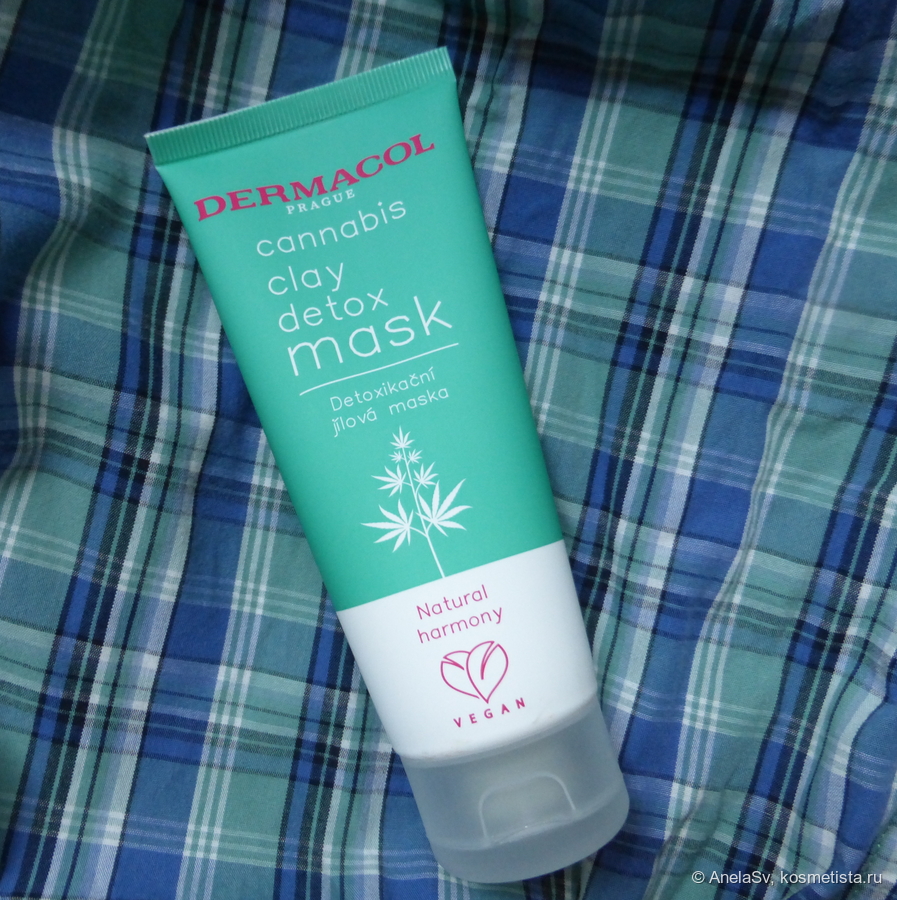 DERMACOL
PRAGUE
cannabis
clay
detox
mask
Detoxikační
jílová maska
Natural
harmony
VEGAN
© AnelaSv, kosmetista.ru